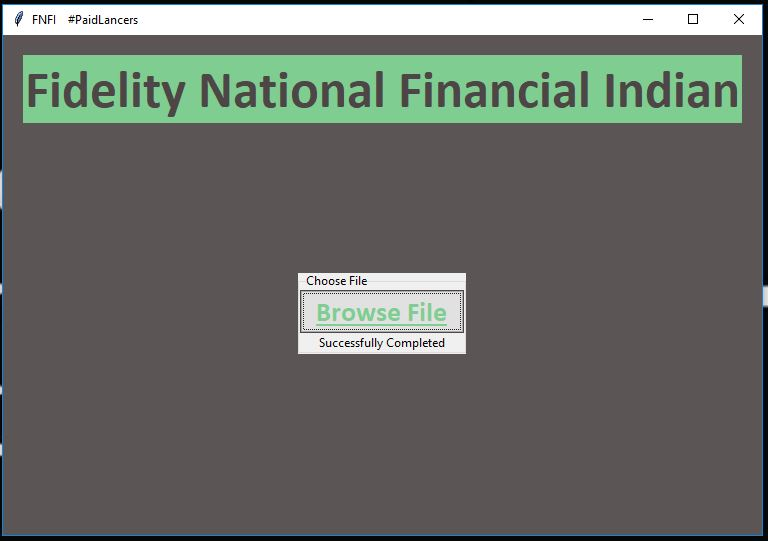 FNFI #PaidLancers
Fidelity National Financial Indian
Choose File
Browse File
Successfully Completed